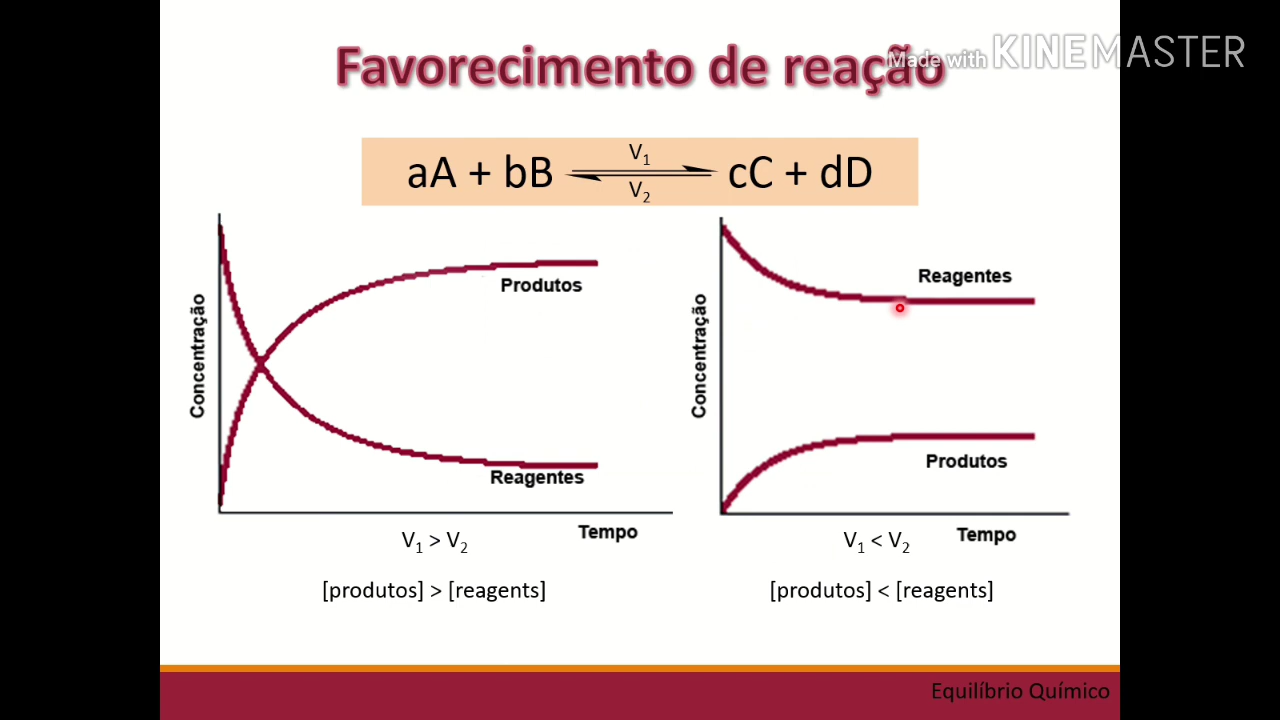 Favorecimento de reação
Made with KINEMASTER
V₁
aA + bB ⇌ cC + dD
V₂
Concentração
Produtos
Reagentes
Tempo
V₁ > V₂
[produtos] > [reagents]
Concentração
Reagentes
Produtos
Tempo
V₁ < V₂
[produtos] < [reagents]
Equilíbrio Químico